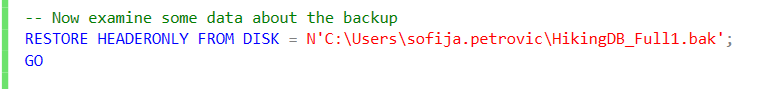 -- Now examine some data about the backup
RESTORE HEADERONLY FROM DISK = N'C:\Users\sofija.petrovic\HikingDB_Full1.bak';
GO